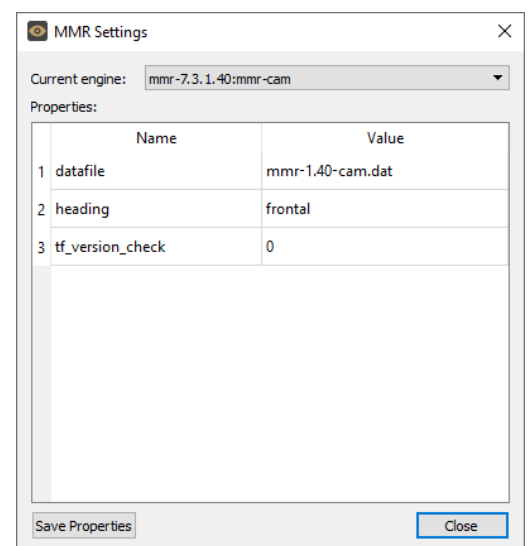 MMR Settings
Current engine: mmr-7.3.1.40:mmr-cam
Properties:
Name Value
1 datafile mmr-1.40-cam.dat
2 heading frontal
3 tf_version_check 0
Save Properties Close